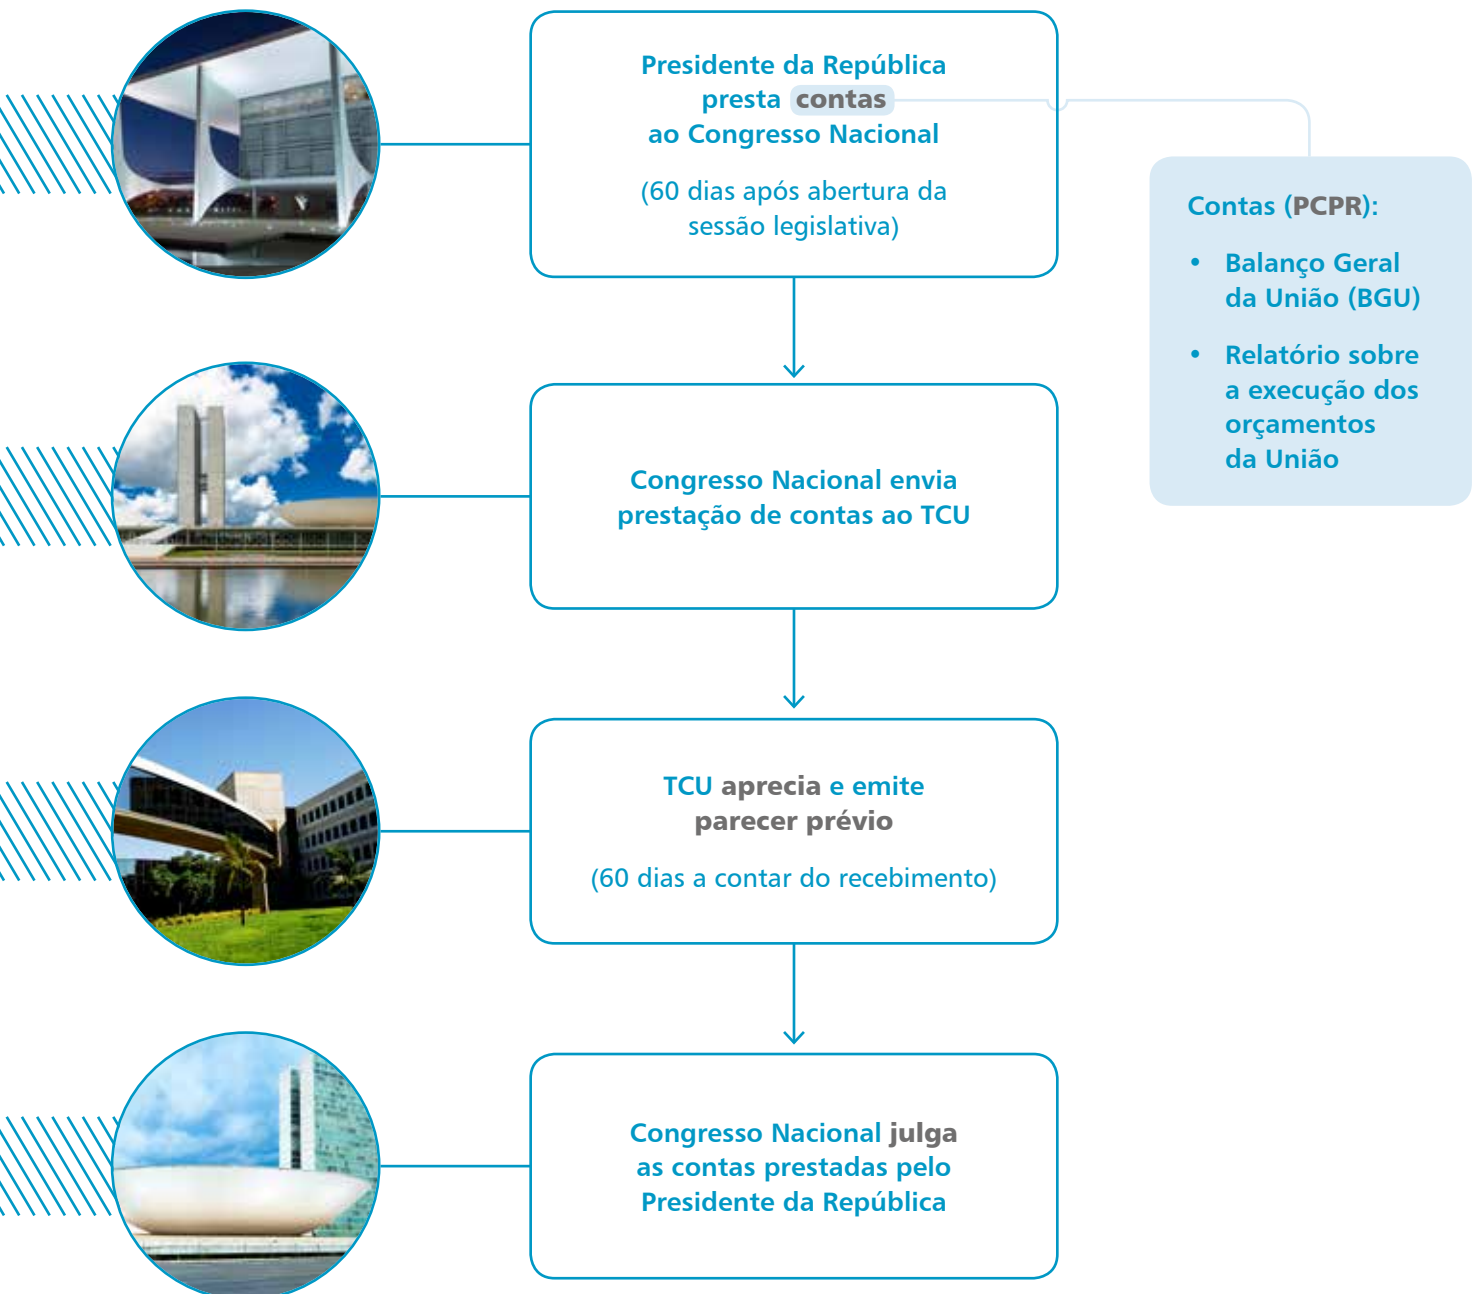 Presidente da República
presta contas
ao Congresso Nacional
(60 dias após abertura da
sessão legislativa)
Contas (PCPR):
• Balanço Geral
da União (BGU)
• Relatório sobre
a execução dos
orçamentos
da União
Congresso Nacional envia
prestação de contas ao TCU
TCU aprecia e emite
parecer prévio
(60 dias a contar do recebimento)
Congresso Nacional julga
as contas prestadas pelo
Presidente da República